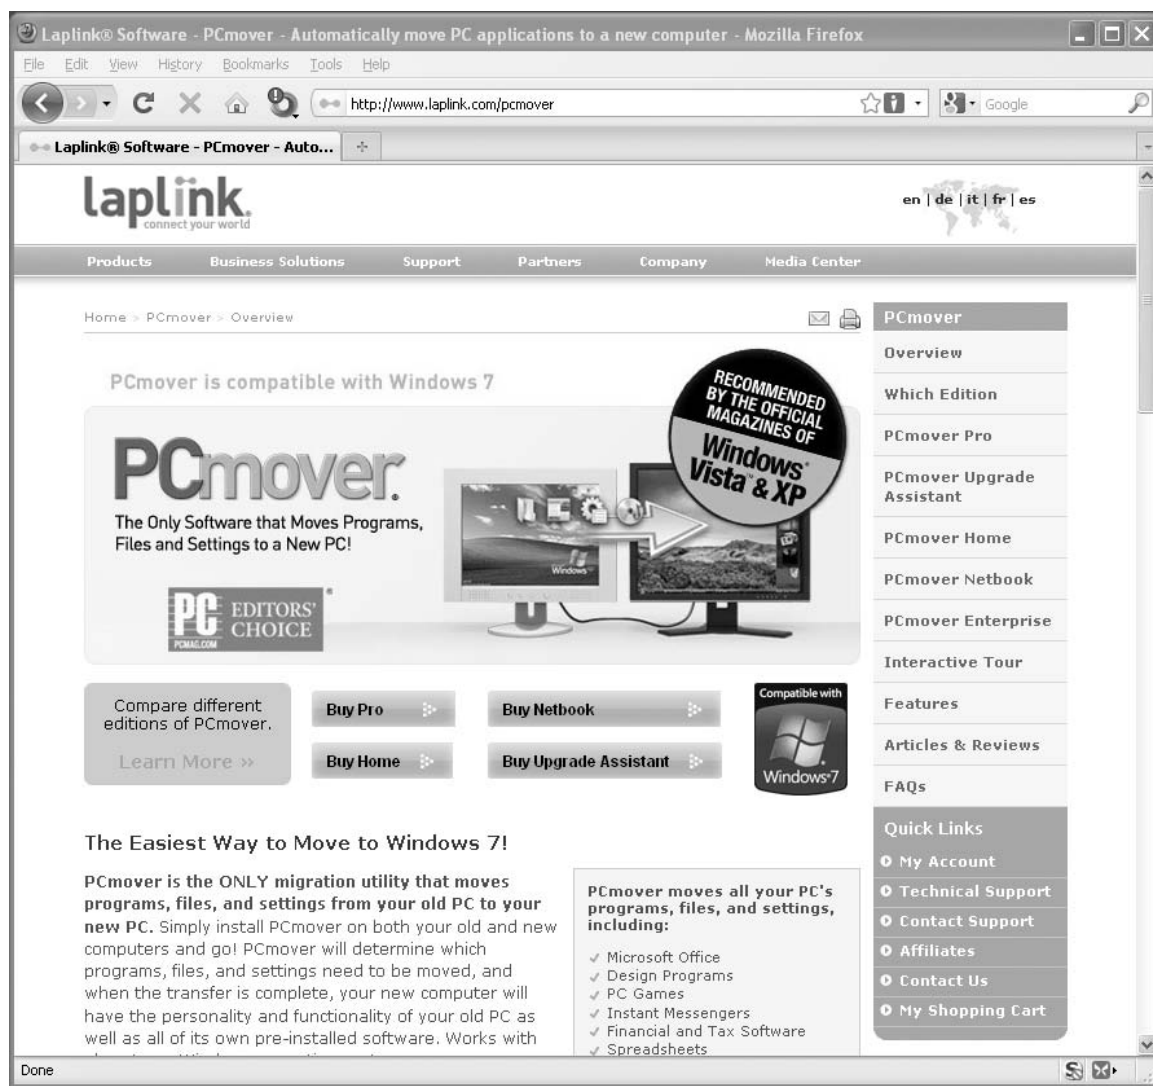 Laplink® Software - PCmover - Automatically move PC applications to a new computer - Mozilla Firefox
File Edit View History Bookmarks Tools Help
http://www.laplink.com/pcmover
Google
Laplink® Software - PCmover - Auto...
laplink.
connect your world
en | de | it | fr | es
Products Business Solutions Support Partners Company Media Center
Home > PCmover > Overview
PCmover is compatible with Windows 7
RECOMMENDED
BY THE OFFICIAL
MAGAZINES OF
Windows®
Vista™ & XP
PCmover®
The Only Software that Moves Programs,
Files and Settings to a New PC!
Windows
PC
PCMAG.COM
EDITORS'
CHOICE
®
Compare different
editions of PCmover.
Learn More »
Buy Pro
Buy Netbook
Buy Home
Buy Upgrade Assistant
Compatible with
Windows®7
The Easiest Way to Move to Windows 7!
PCmover is the ONLY migration utility that moves
programs, files, and settings from your old PC to your
new PC. Simply install PCmover on both your old and new
computers and go! PCmover will determine which
programs, files, and settings need to be moved, and
when the transfer is complete, your new computer will
have the personality and functionality of your old PC as
well as all of its own pre-installed software. Works with
PCmover moves all your PC's
programs, files, and settings,
including:
Microsoft Office
Design Programs
PC Games
Instant Messengers
Financial and Tax Software
Spreadsheets
PCmover
Overview
Which Edition
PCmover Pro
PCmover Upgrade
Assistant
PCmover Home
PCmover Netbook
PCmover Enterprise
Interactive Tour
Features
Articles & Reviews
FAQs
Quick Links
My Account
Technical Support
Contact Support
Affiliates
Contact Us
My Shopping Cart
Done